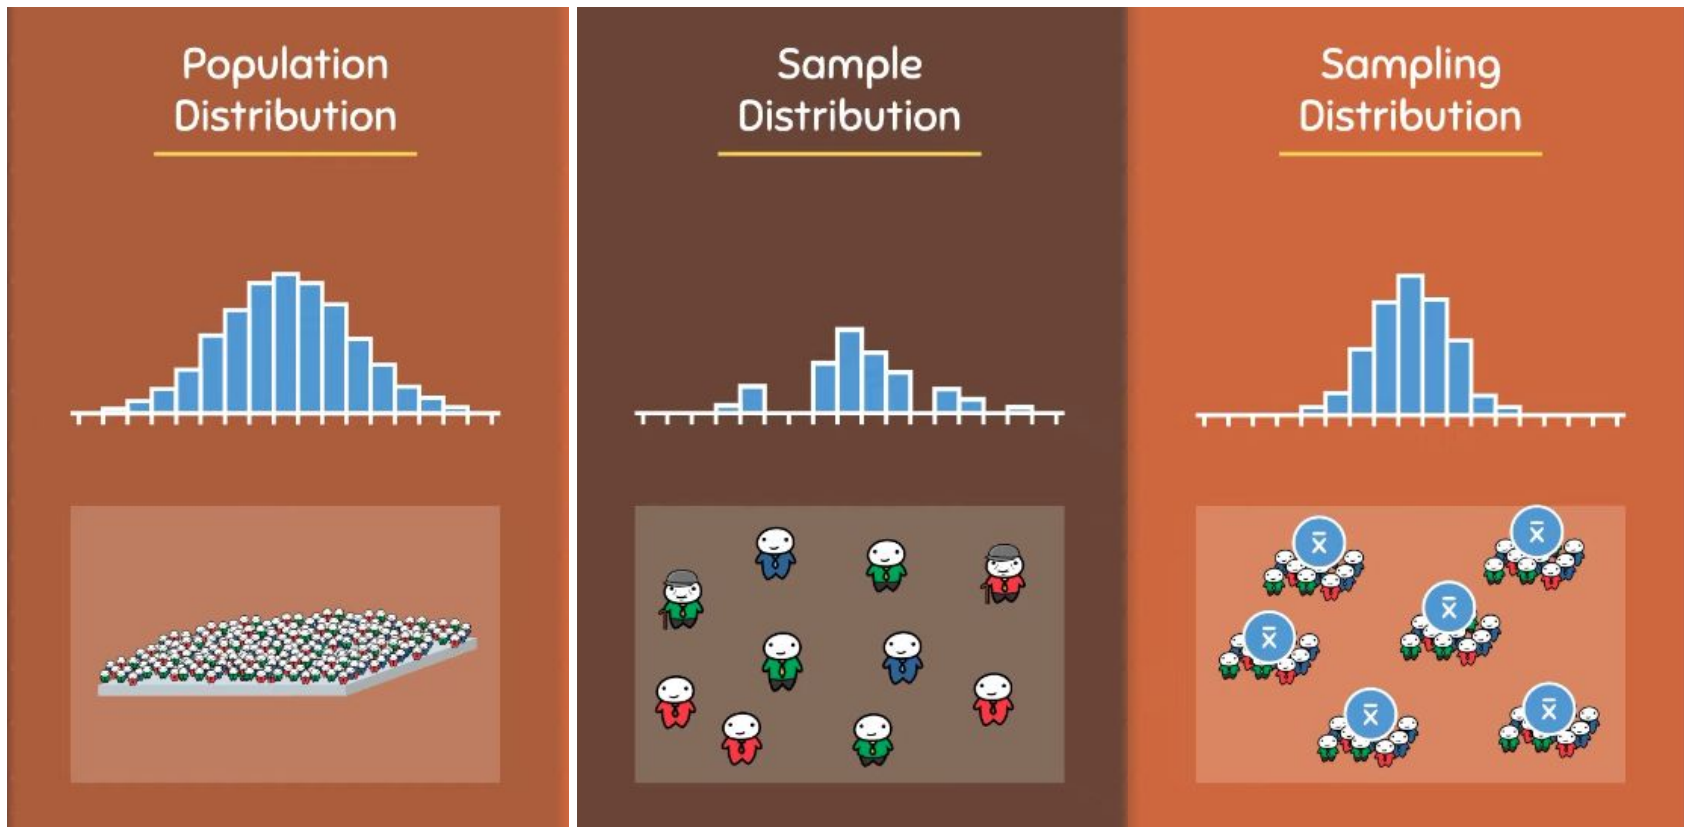 Population
Distribution
Sample
Distribution
Sampling
Distribution
x̄
x̄
x̄
x̄
x̄
x̄